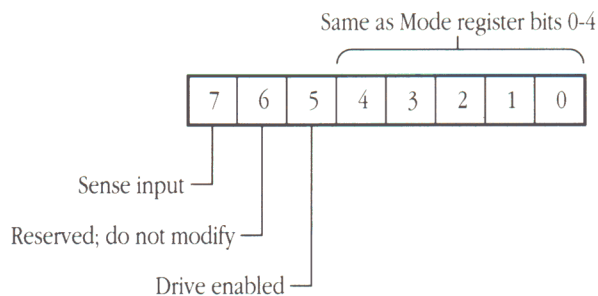 Same as Mode register bits 0-4
7 6 5 4 3 2 1 0
Sense input
Reserved; do not modify
Drive enabled